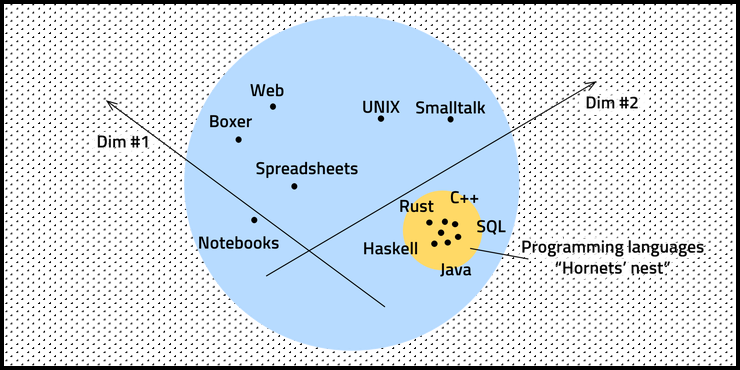 Web
UNIX
Smalltalk
Dim #2
Boxer
Dim #1
Spreadsheets
C++
Rust
SQL
Notebooks
Haskell
Programming languages
“Hornets’ nest”
Java